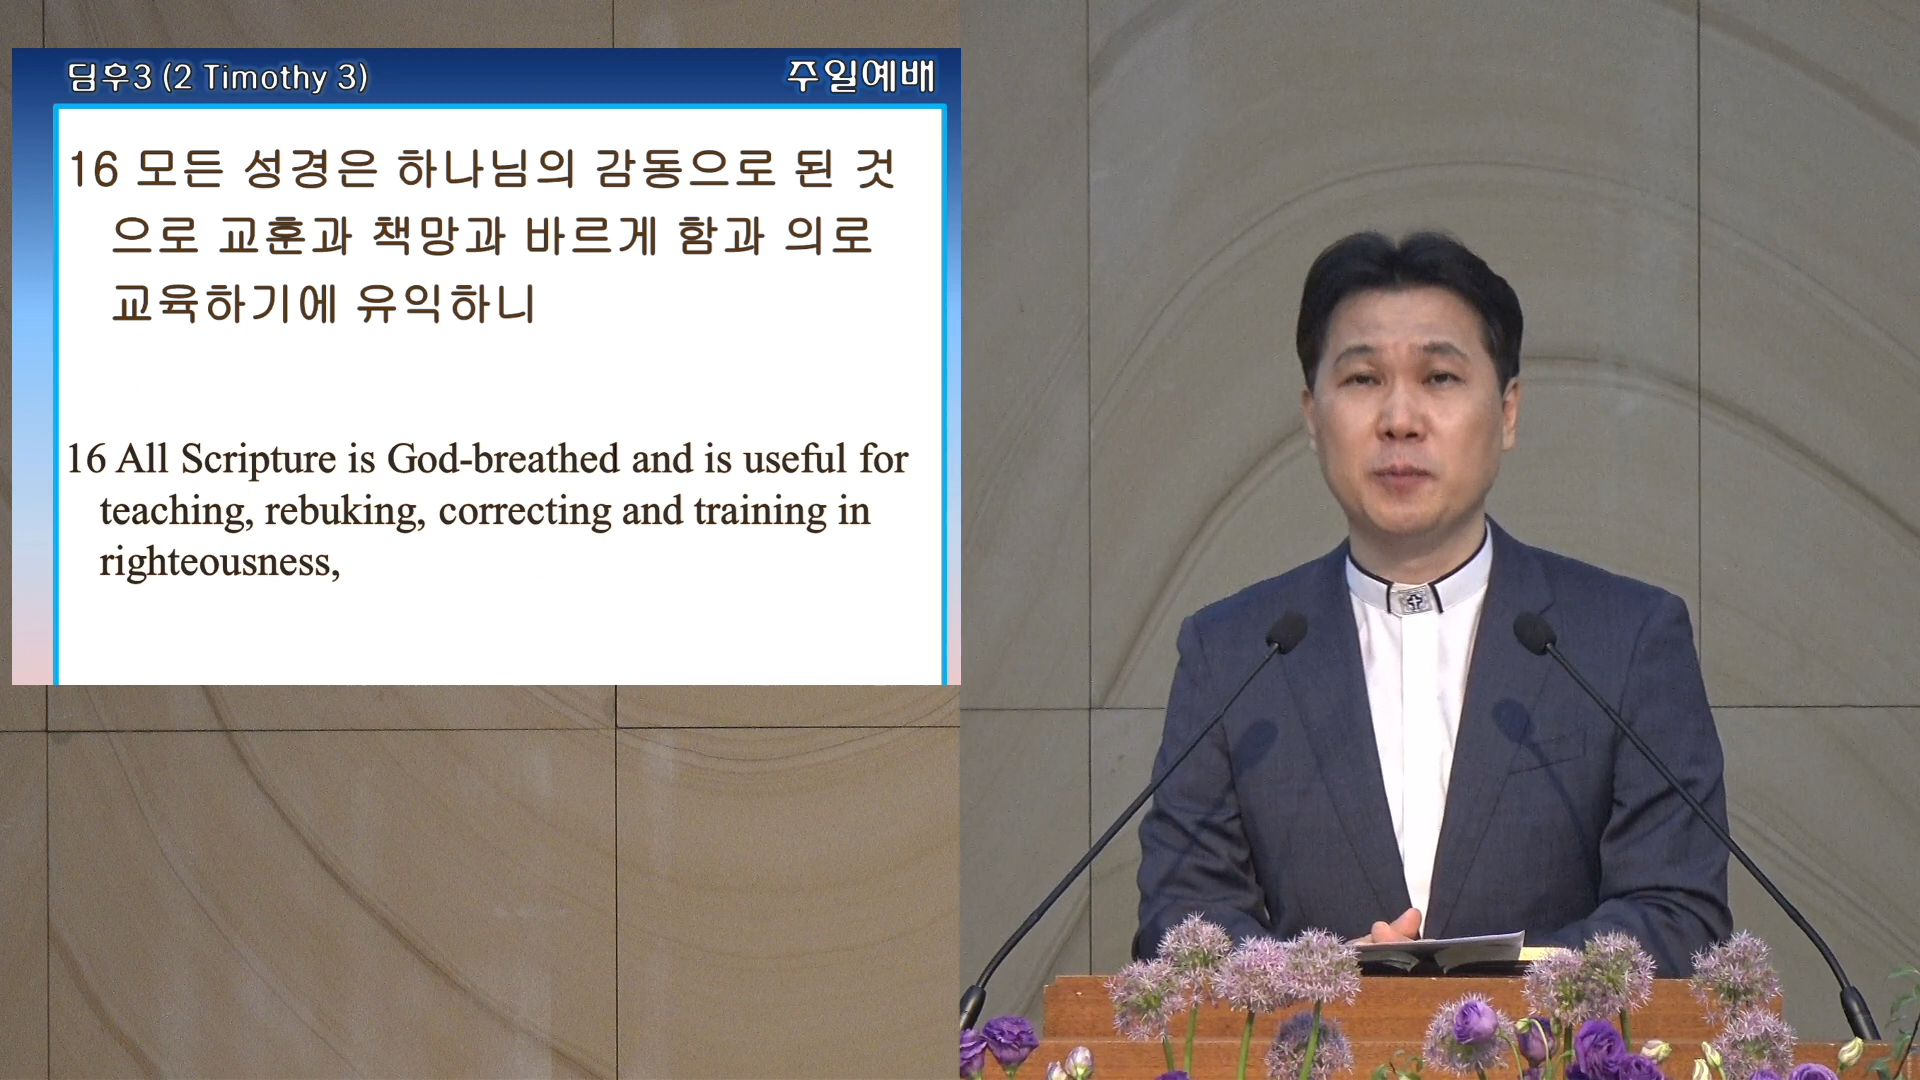 딤후3 (2 Timothy 3)
주일예배
16 모든 성경은 하나님의 감동으로 된 것
으로 교훈과 책망과 바르게 함과 의로
교육하기에 유익하니
16 All Scripture is God-breathed and is useful for
teaching, rebuking, correcting and training in
righteousness,